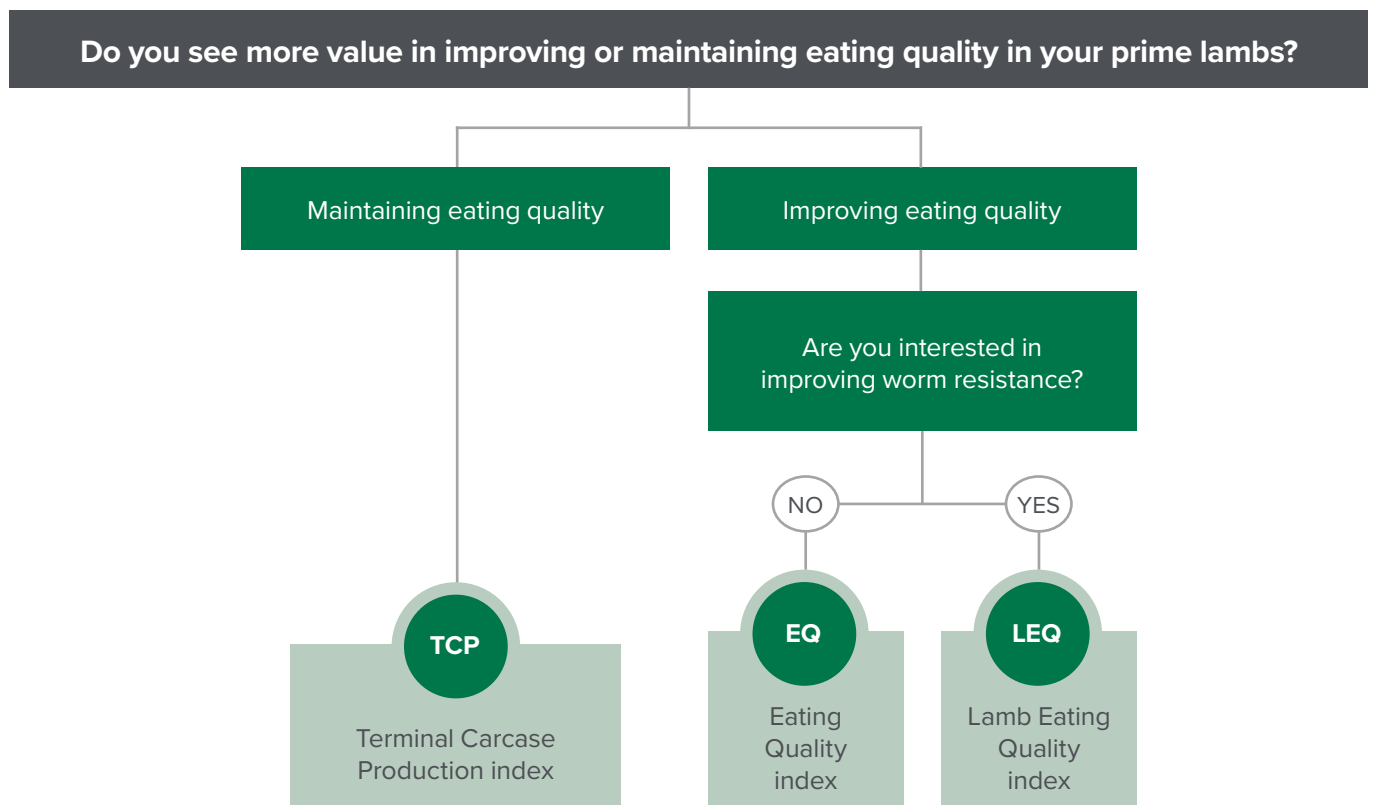 Do you see more value in improving or maintaining eating quality in your prime lambs?
Maintaining eating quality
Improving eating quality
Are you interested in
improving worm resistance?
NO
YES
TCP
Terminal Carcase
Production index
EQ
Eating
Quality
index
LEQ
Lamb Eating
Quality
index